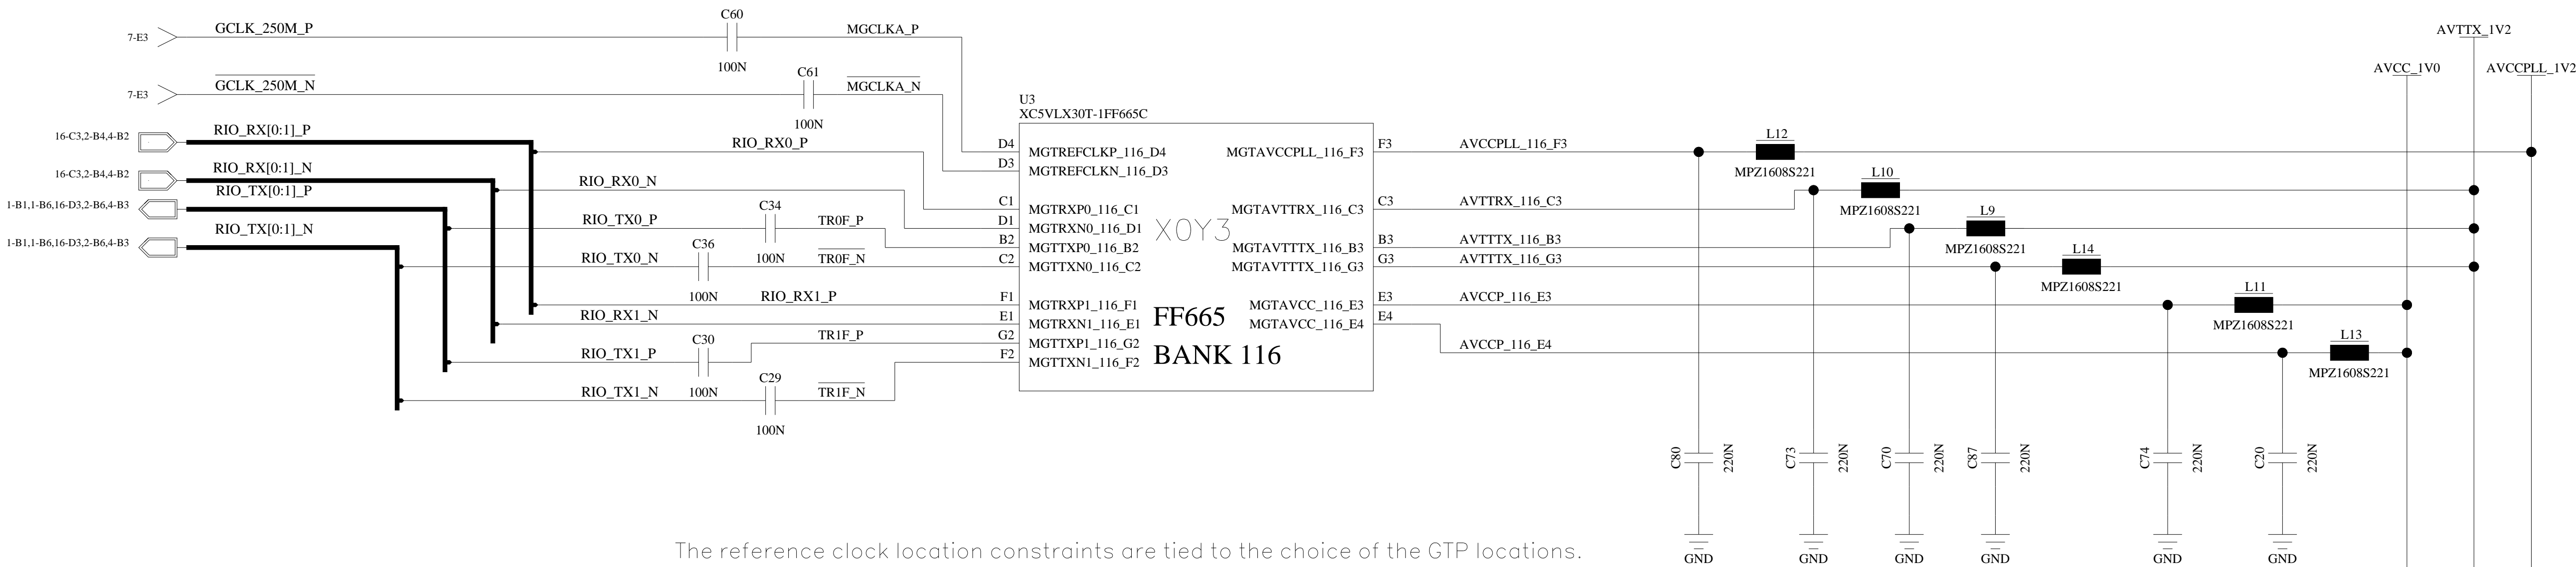 C60
7-E3 GCLK_250M_P MGCLKA_P
100N
C61
7-E3 GCLK_250M_N MGCLKA_N
100N
16-C3,2-B4,4-B2 RIO_RX[0:1]_P
16-C3,2-B4,4-B2 RIO_RX[0:1]_N
1-B1,1-B6,16-D3,2-B6,4-B3 RIO_TX[0:1]_P
1-B1,1-B6,16-D3,2-B6,4-B3 RIO_TX[0:1]_N
RIO_RX0_P
RIO_RX0_N
C34
RIO_TX0_P TR0F_P
100N
C36
RIO_TX0_N TR0F_N
100N
RIO_RX1_P
RIO_RX1_N
C30
RIO_TX1_P TR1F_P
100N
C29
RIO_TX1_N TR1F_N
100N
U3
XC5VLX30T-1FF665C
D4 MGTREFCLKP_116_D4
D3 MGTREFCLKN_116_D3
C1 MGTRXP0_116_C1
D1 MGTRXN0_116_D1
B2 MGTTXP0_116_B2
C2 MGTTXN0_116_C2
F1 MGTRXP1_116_F1
E1 MGTRXN1_116_E1
G2 MGTTXP1_116_G2
F2 MGTTXN1_116_F2
X0Y3
FF665
BANK 116
MGTAVCCPLL_116_F3 F3 AVCCPLL_116_F3
MGTAVTTRX_116_C3 C3 AVTTRX_116_C3
MGTAVTTTX_116_B3 B3 AVTTTX_116_B3
MGTAVTTTX_116_G3 G3 AVTTTX_116_G3
MGTAVCC_116_E3 E3 AVCCP_116_E3
MGTAVCC_116_E4 E4 AVCCP_116_E4
AVTTX_1V2
AVCC_1V0
AVCCPLL_1V2
L12
MPZ1608S221
L10
MPZ1608S221
L9
MPZ1608S221
L14
MPZ1608S221
L11
MPZ1608S221
L13
MPZ1608S221
C80 220N
C73 220N
C70 220N
C87 220N
C74 220N
C20 220N
GND GND GND GND GND GND
The reference clock location constraints are tied to the choice of the GTP locations.